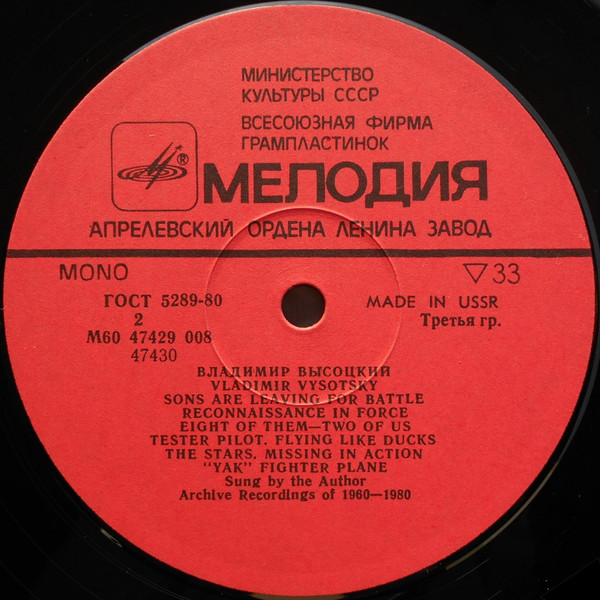 МИНИСТЕРСТВО
КУЛЬТУРЫ СССР
ВСЕСОЮЗНАЯ ФИРМА
ГРАМПЛАСТИНОК
®
МЕЛОДИЯ
АПРЕЛЕВСКИЙ ОРДЕНА ЛЕНИНА ЗАВОД
MONO
▽33
ГОСТ 5289-80
MADE IN USSR
2
Третья гр.
М60 47429 008
47430
ВЛАДИМИР ВЫСОЦКИЙ
VLADIMIR VYSOTSKY
SONS ARE LEAVING FOR BATTLE
RECONNAISSANCE IN FORCE
EIGHT OF THEM—TWO OF US
TESTER PILOT. FLYING LIKE DUCKS
THE STARS. MISSING IN ACTION
"YAK" FIGHTER PLANE
Sung by the Author
Archive Recordings of 1960—1980